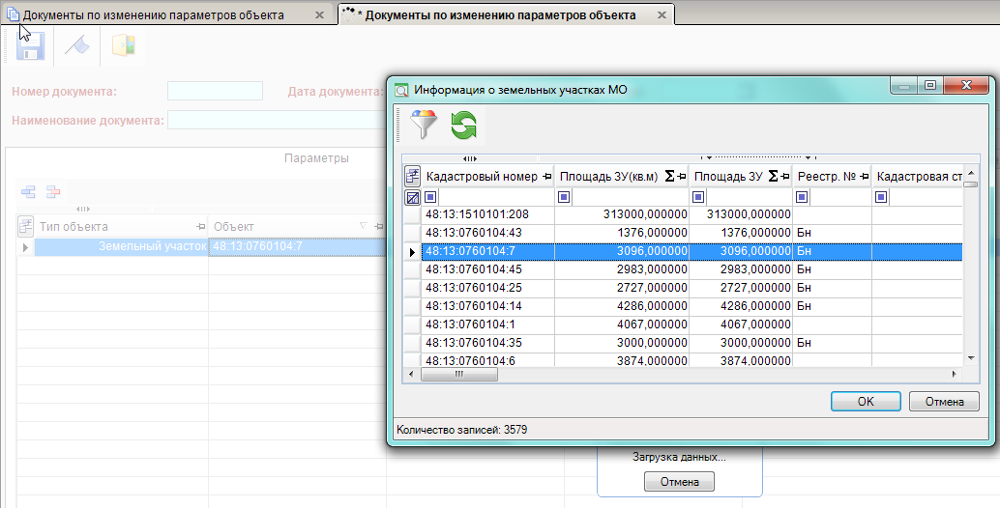 Документы по изменению параметров объекта
* Документы по изменению параметров объекта
Номер документа:
Дата документа:
Наименование документа:
Параметры
Тип объекта Объект
Земельный участок 48:13:0760104:7
Информация о земельных участках МО
Кадастровый номер Площадь ЗУ(кв.м) Σ Площадь ЗУ Σ Реестр. № Кадастровая ст
48:13:1510101:208 313000,000000 313000,000000
48:13:0760104:43 1376,000000 1376,000000 Бн
48:13:0760104:7 3096,000000 3096,000000 Бн
48:13:0760104:45 2983,000000 2983,000000 Бн
48:13:0760104:25 2727,000000 2727,000000 Бн
48:13:0760104:14 4286,000000 4286,000000 Бн
48:13:0760104:1 4067,000000 4067,000000
48:13:0760104:35 3000,000000 3000,000000 Бн
48:13:0760104:6 3874,000000 3874,000000
OK Отмена
Количество записей: 3579
Загрузка данных...
Отмена